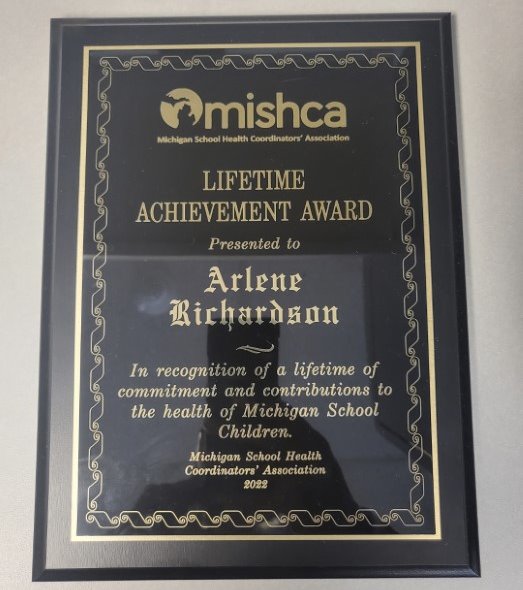 mishca
Michigan School Health Coordinators' Association
LIFETIME
ACHIEVEMENT AWARD
Presented to
Arlene
Richardson
In recognition of a lifetime of
commitment and contributions to
the health of Michigan School
Children.
Michigan School Health
Coordinators' Association
2022